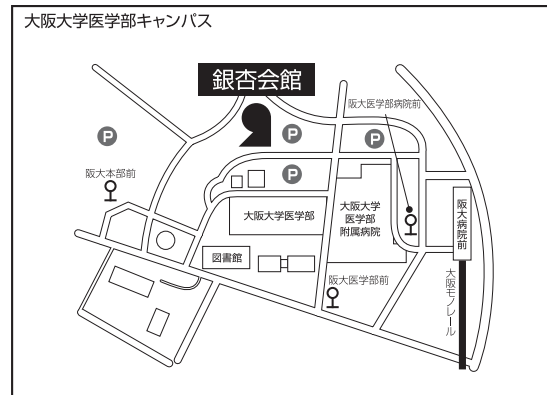 大阪大学医学部キャンパス
銀杏会館
阪大医学部病院前
P
P
P
P
阪大本部前
大阪大学医学部
大阪大学
医学部
附属病院
阪大病院前
図書館
阪大医学部前
大阪モノレール